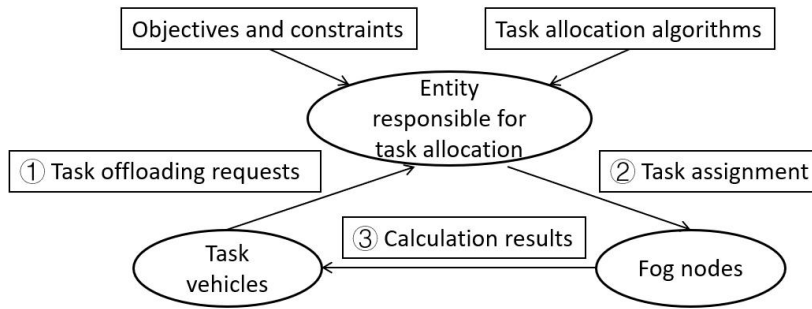 Objectives and constraints
Task allocation algorithms
Entity
responsible for
task allocation
① Task offloading requests
② Task assignment
③ Calculation results
Task
vehicles
Fog nodes